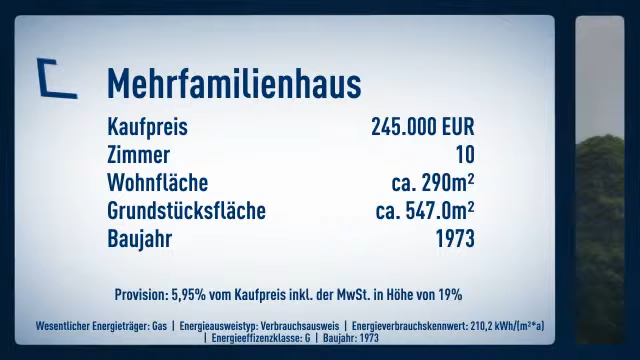 Mehrfamilienhaus
Kaufpreis 245.000 EUR
Zimmer 10
Wohnfläche ca. 290m²
Grundstücksfläche ca. 547.0m²
Baujahr 1973
Provision: 5,95% vom Kaufpreis inkl. der MwSt. in Höhe von 19%
Wesentlicher Energieträger: Gas | Energieausweistyp: Verbrauchsausweis | Energieverbrauchskennwert: 210,2 kWh/(m²*a)
| Energieeffizenzklasse: G | Baujahr: 1973